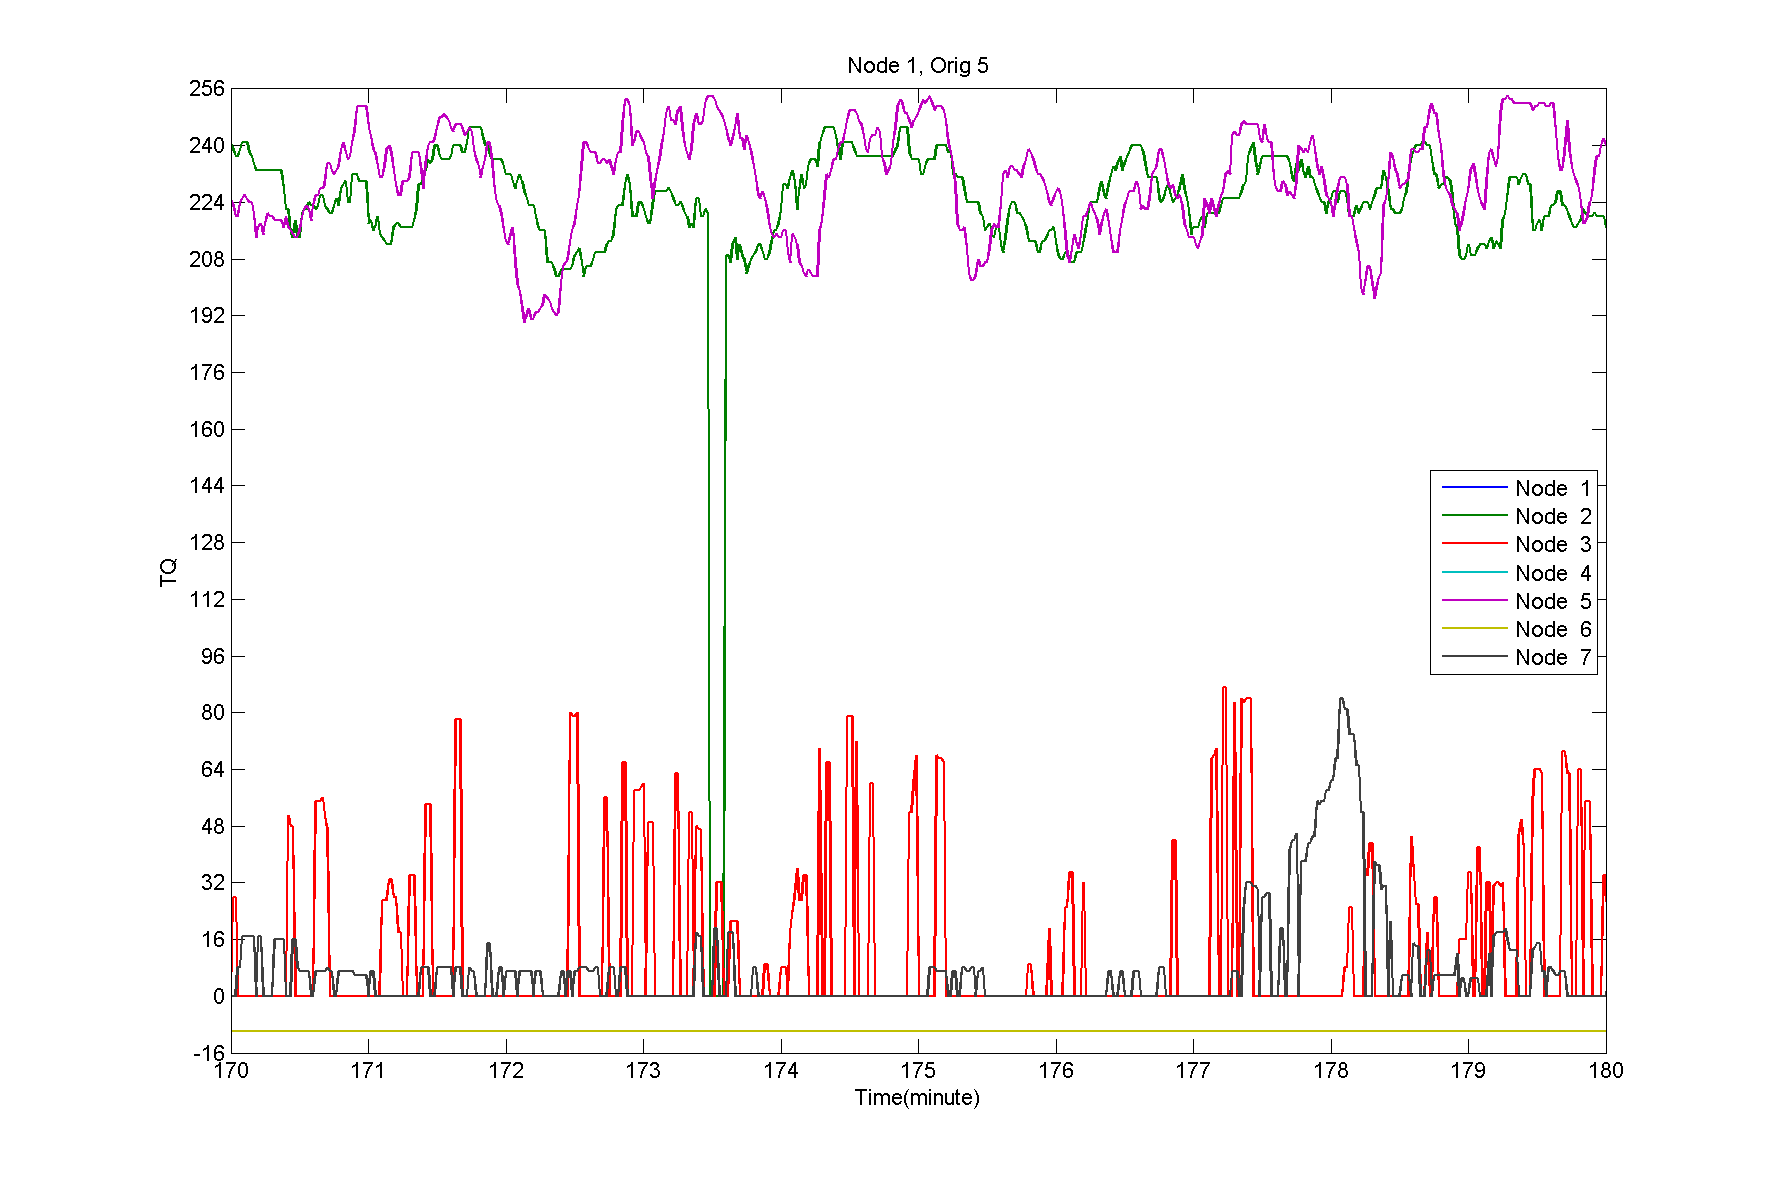 Node 1, Orig 5
256
240
224
208
192
176
160
144
128
112
96
80
64
48
32
16
0
-16
TQ
Node 1
Node 2
Node 3
Node 4
Node 5
Node 6
Node 7
170 171 172 173 174 175 176 177 178 179 180
Time(minute)